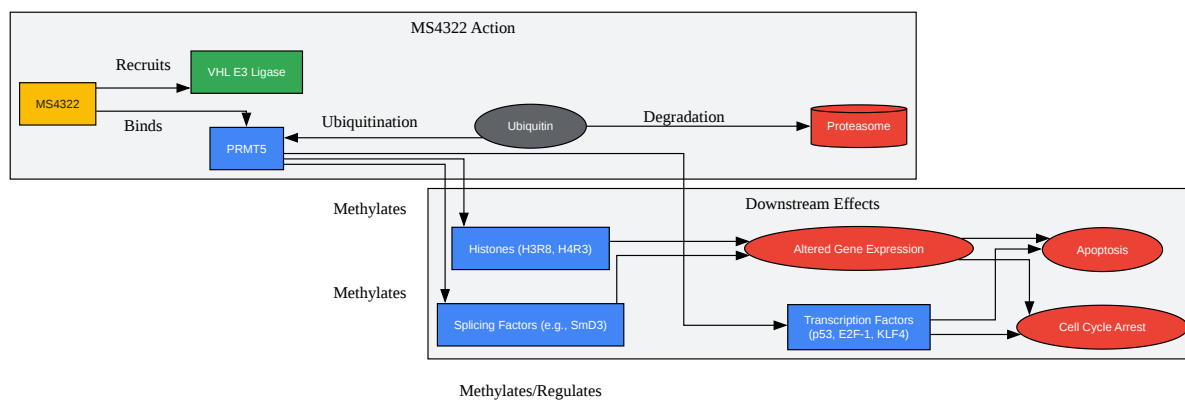 MS4322 Action
Recruits
VHL E3 Ligase
MS4322
Binds
Ubiquitination
Ubiquitin
Degradation
Proteasome
PRMT5
Methylates
Downstream Effects
Histones (H3R8, H4R3)
Altered Gene Expression
Apoptosis
Methylates
Splicing Factors (e.g., SmD3)
Transcription Factors
(p53, E2F-1, KLF4)
Cell Cycle Arrest
Methylates/Regulates